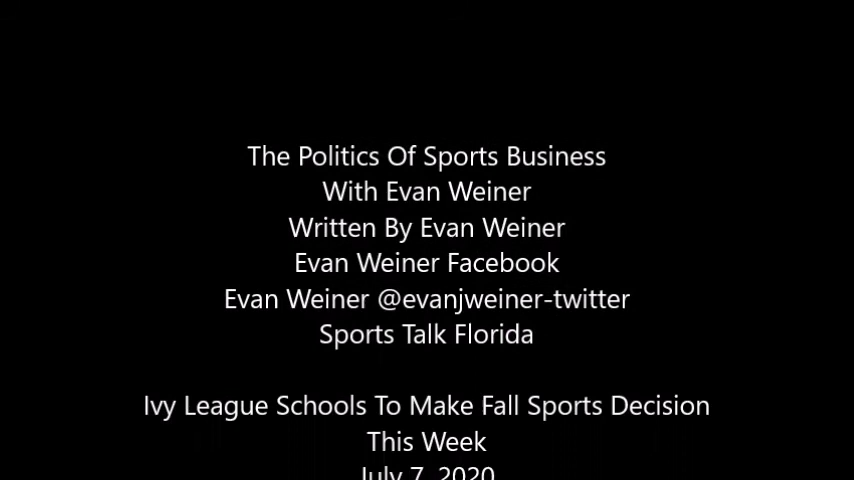 The Politics Of Sports Business
With Evan Weiner
Written By Evan Weiner
Evan Weiner Facebook
Evan Weiner @evanjweiner-twitter
Sports Talk Florida
Ivy League Schools To Make Fall Sports Decision
This Week
July 7, 2020